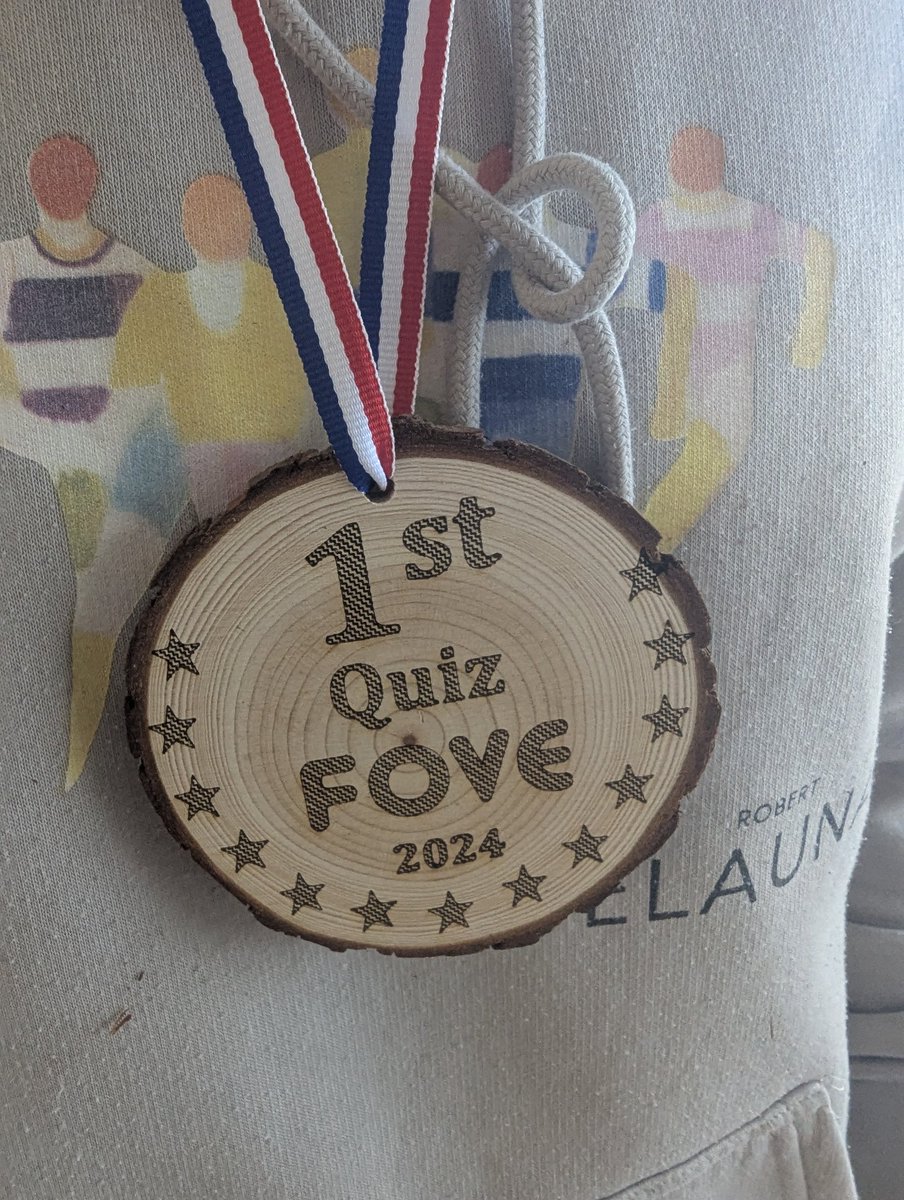 1st
Quiz
FOVE
2024
ROBERT
ELAUN